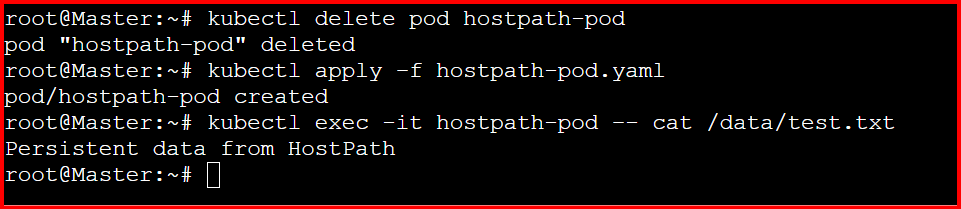 root@Master:~# kubectl delete pod hostpath-pod
pod "hostpath-pod" deleted
root@Master:~# kubectl apply -f hostpath-pod.yaml
pod/hostpath-pod created
root@Master:~# kubectl exec -it hostpath-pod -- cat /data/test.txt
Persistent data from HostPath
root@Master:~#